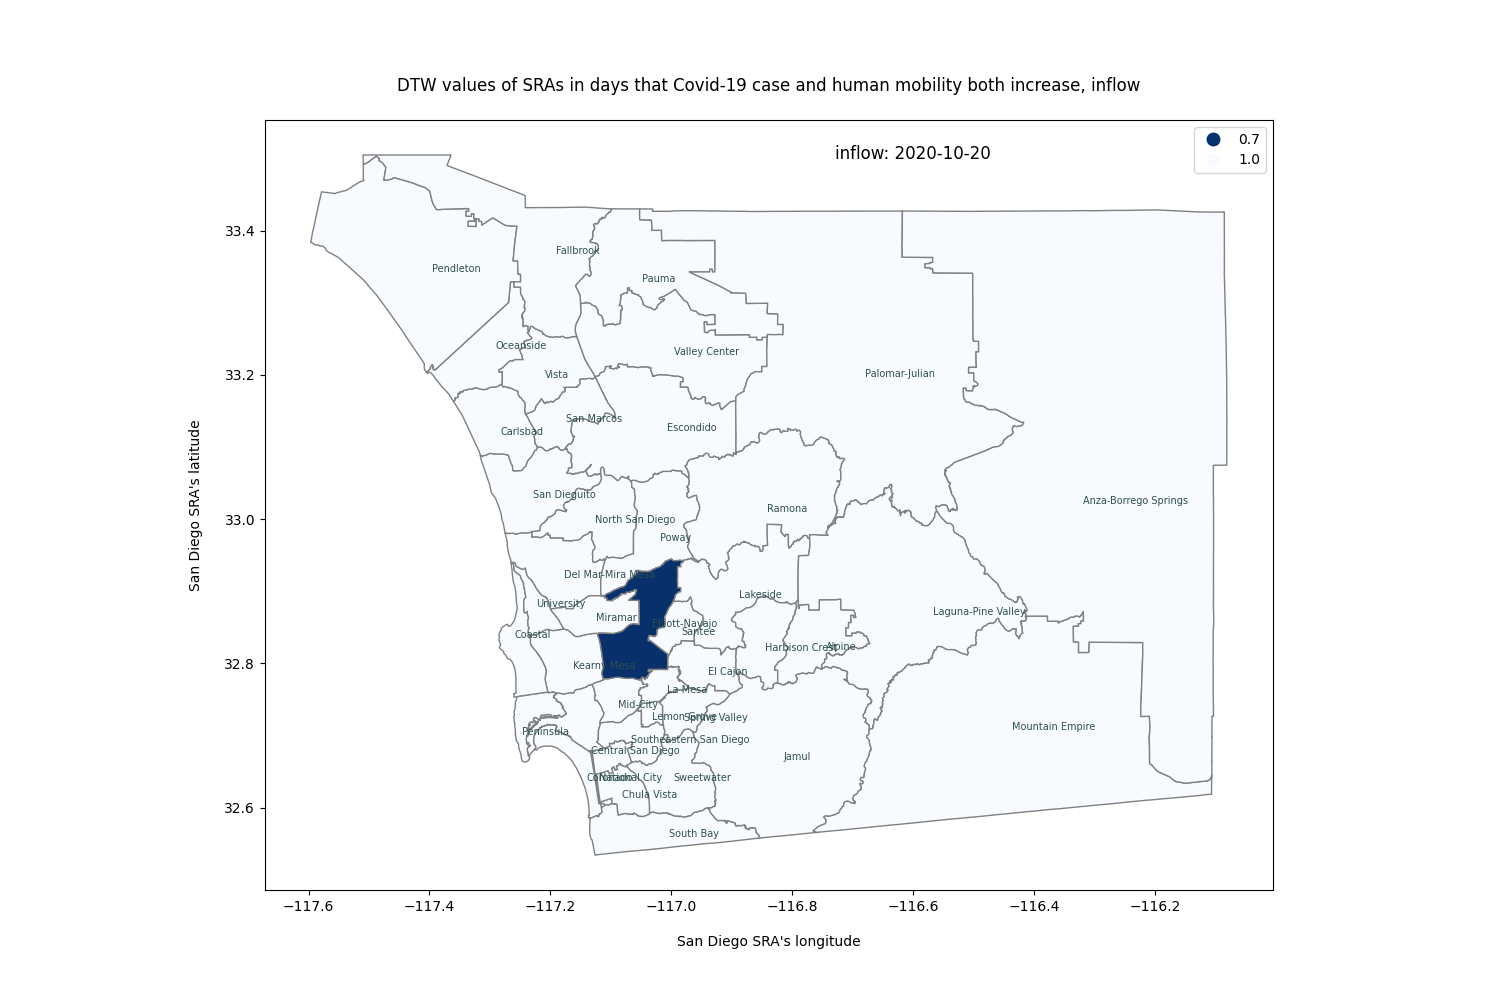 DTW values of SRAs in days that Covid-19 case and human mobility both increase, inflow
inflow: 2020-10-20
0.7
1.0
San Diego SRA's latitude
33.4
33.2
33.0
32.8
32.6
Fallbrook
Pendleton
Pauma
Oceanside
Valley Center
Vista
Palomar-Julian
San Marcos
Carlsbad
Escondido
San Dieguito
Anza-Borrego Springs
Ramona
North San Diego
Poway
Del Mar-Mira Mesa
Lakeside
University
Laguna-Pine Valley
Miramar
Elliott-Navajo
Santee
Coastal
Harbison Crest
Alpine
Kearny Mesa
El Cajon
La Mesa
Mid-City
Lemon Grove
Spring Valley
Mountain Empire
Peninsula
Southeastern San Diego
Central San Diego
Jamul
Coronado
National City
Sweetwater
Chula Vista
South Bay
−117.6
−117.4
−117.2
−117.0
−116.8
−116.6
−116.4
−116.2
San Diego SRA's longitude